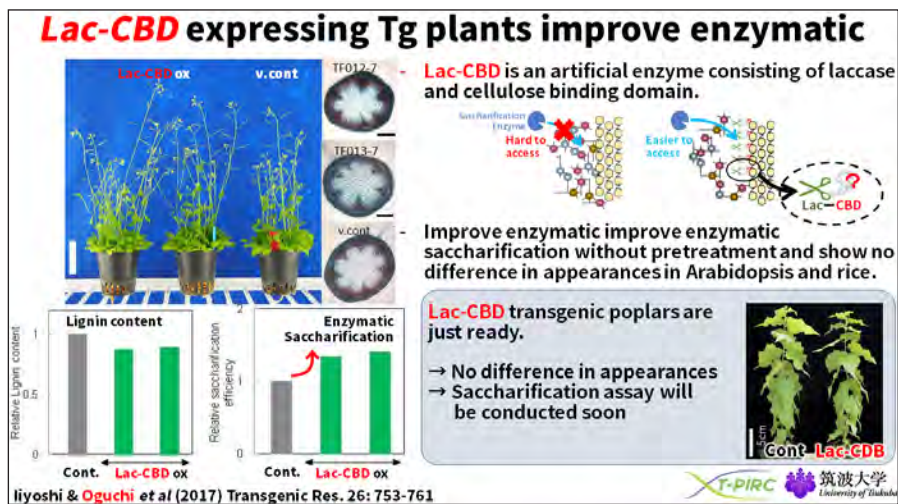 Lac-CBD expressing Tg plants improve enzymatic
Lac-CBD ox
v.cont
TF012-7
TF013-7
v.cont
- Lac-CBD is an artificial enzyme consisting of laccase
and cellulose binding domain.
Saccharification
Enzyme
Hard to
access
Easier to
access
Lac-CBD
- Improve enzymatic improve enzymatic
saccharification without pretreatment and show no
difference in appearances in Arabidopsis and rice.
Lignin content
Relative Lignin content
1
0.5
0
Cont.
Lac-CBD ox
Enzymatic
Saccharification
Relative saccharification
efficiency
2
1
0
Cont.
Lac-CBD ox
Lac-CBD transgenic poplars are
just ready.
→ No difference in appearances
→ Saccharification assay will
be conducted soon
5cm
Cont Lac-CDB
Iiyoshi & Oguchi et al (2017) Transgenic Res. 26: 753-761
T-PIRC
筑波大学
University of Tsukuba